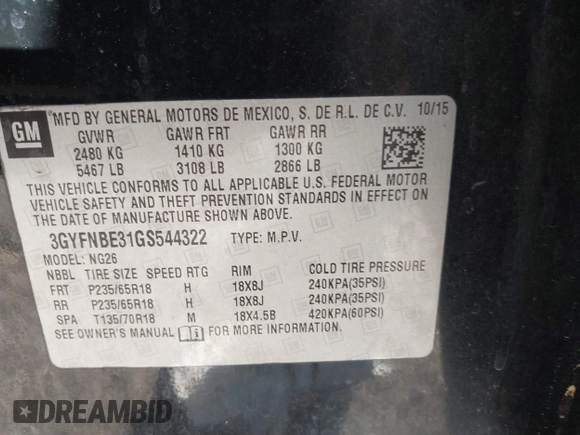 GM
MFD BY GENERAL MOTORS DE MEXICO, S. DE R.L. DE C.V. 10/15
GVWR GAWR FRT GAWR RR
2480 KG 1410 KG 1300 KG
5467 LB 3108 LB 2866 LB
THIS VEHICLE CONFORMS TO ALL APPLICABLE U.S. FEDERAL MOTOR
VEHICLE SAFETY AND THEFT PREVENTION STANDARDS IN EFFECT ON
THE DATE OF MANUFACTURE SHOWN ABOVE.
3GYFNBE31GS544322 TYPE: M.P.V.
MODEL: NG26
NBBL TIRE SIZE SPEED RTG RIM COLD TIRE PRESSURE
FRT P235/65R18 H 18X8J 240KPA(35PSI)
RR P235/65R18 H 18X8J 240KPA(35PSI)
SPA T135/70R18 M 18X4.5B 420KPA(60PSI)
SEE OWNER'S MANUAL FOR MORE INFORMATION.
DREAMBID